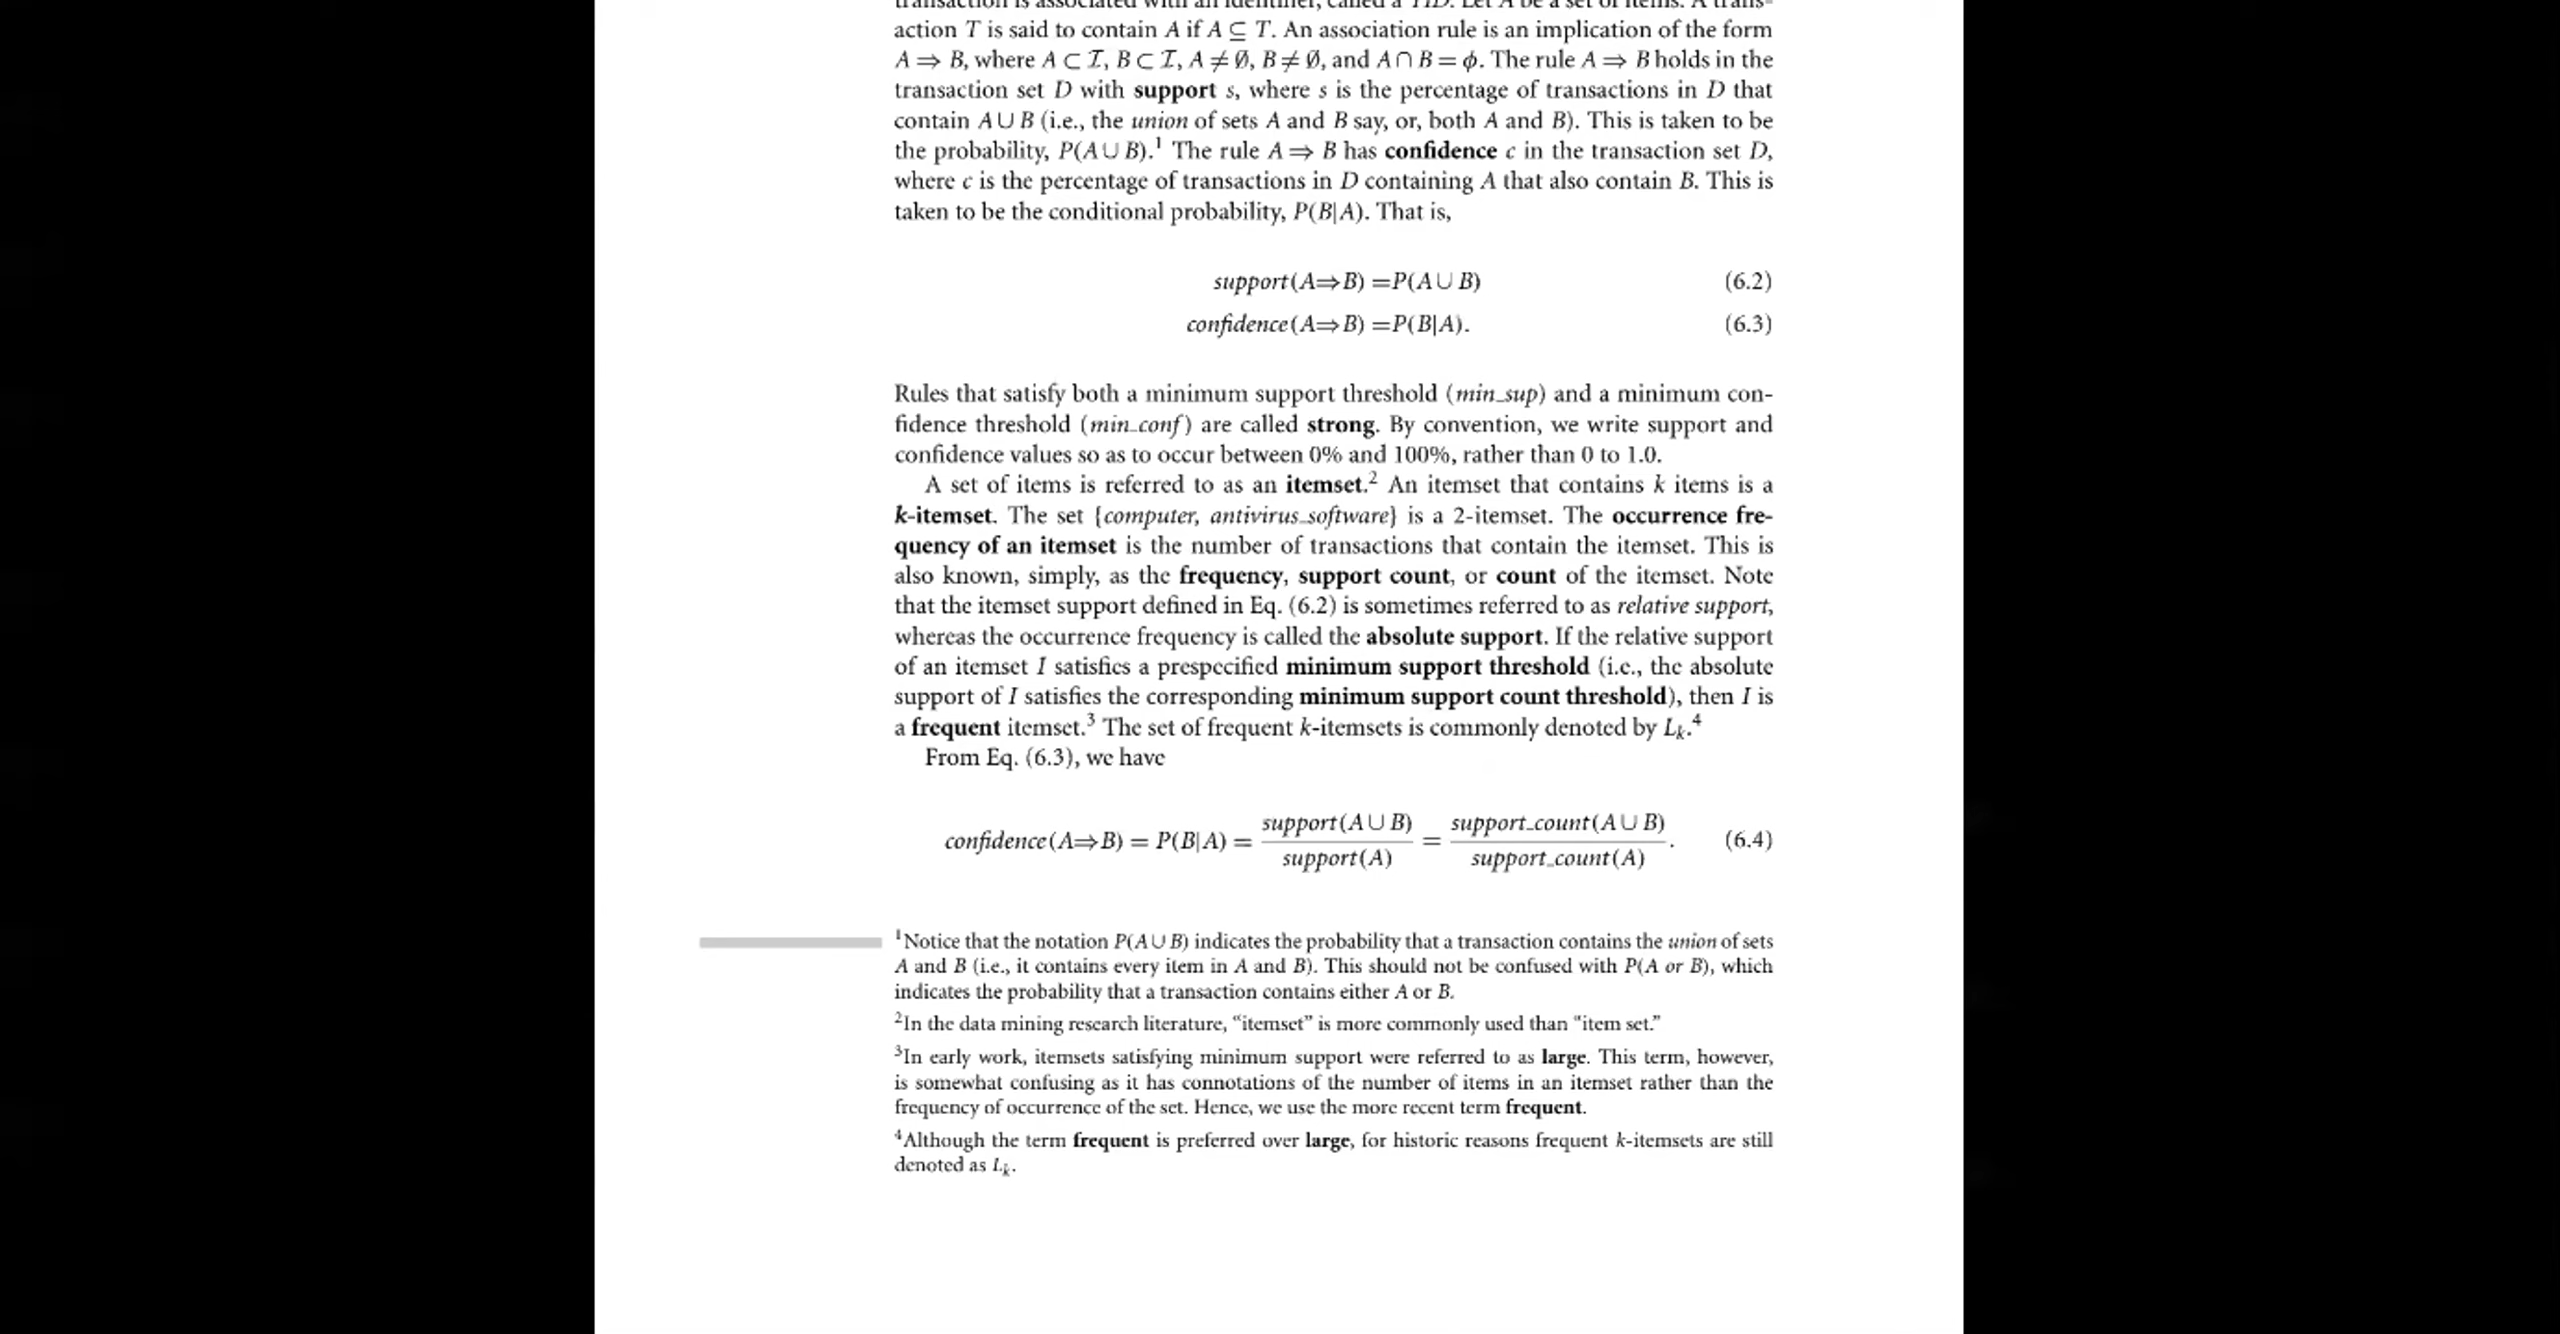 transaction is associated with an identifier, called a TID. Let A be a set of items. A trans-
action T is said to contain A if A ⊆ T. An association rule is an implication of the form
A ⇒ B, where A ⊂ I, B ⊂ I, A ≠ ∅, B ≠ ∅, and A ∩ B = ϕ. The rule A ⇒ B holds in the
transaction set D with support s, where s is the percentage of transactions in D that
contain A ∪ B (i.e., the union of sets A and B say, or, both A and B). This is taken to be
the probability, P(A ∪ B).¹ The rule A ⇒ B has confidence c in the transaction set D,
where c is the percentage of transactions in D containing A that also contain B. This is
taken to be the conditional probability, P(B|A). That is,
support(A⇒B) =P(A ∪ B) (6.2)
confidence(A⇒B) =P(B|A). (6.3)
Rules that satisfy both a minimum support threshold (min_sup) and a minimum con-
fidence threshold (min_conf) are called strong. By convention, we write support and
confidence values so as to occur between 0% and 100%, rather than 0 to 1.0.
A set of items is referred to as an itemset.² An itemset that contains k items is a
k-itemset. The set {computer, antivirus_software} is a 2-itemset. The occurrence fre-
quency of an itemset is the number of transactions that contain the itemset. This is
also known, simply, as the frequency, support count, or count of the itemset. Note
that the itemset support defined in Eq. (6.2) is sometimes referred to as relative support,
whereas the occurrence frequency is called the absolute support. If the relative support
of an itemset I satisfies a prespecified minimum support threshold (i.e., the absolute
support of I satisfies the corresponding minimum support count threshold), then I is
a frequent itemset.³ The set of frequent k-itemsets is commonly denoted by Lₖ.⁴
From Eq. (6.3), we have
confidence(A⇒B) = P(B|A) = support(A ∪ B) / support(A) = support_count(A ∪ B) / support_count(A). (6.4)
¹Notice that the notation P(A ∪ B) indicates the probability that a transaction contains the union of sets
A and B (i.e., it contains every item in A and B). This should not be confused with P(A or B), which
indicates the probability that a transaction contains either A or B.
²In the data mining research literature, “itemset” is more commonly used than “item set.”
³In early work, itemsets satisfying minimum support were referred to as large. This term, however,
is somewhat confusing as it has connotations of the number of items in an itemset rather than the
frequency of occurrence of the set. Hence, we use the more recent term frequent.
⁴Although the term frequent is preferred over large, for historic reasons frequent k-itemsets are still
denoted as Lₖ.